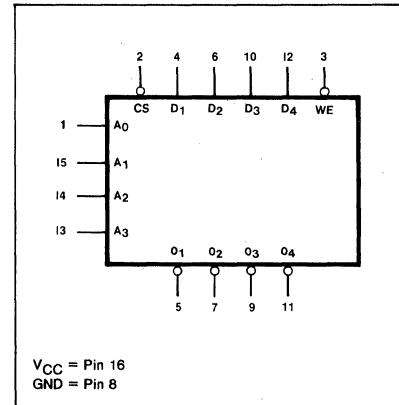 2 4 6 10 12 3
CS D1 D2 D3 D4 WE
1 A0
15 A1
14 A2
13 A3
O1 O2 O3 O4
5 7 9 11
VCC = Pin 16
GND = Pin 8